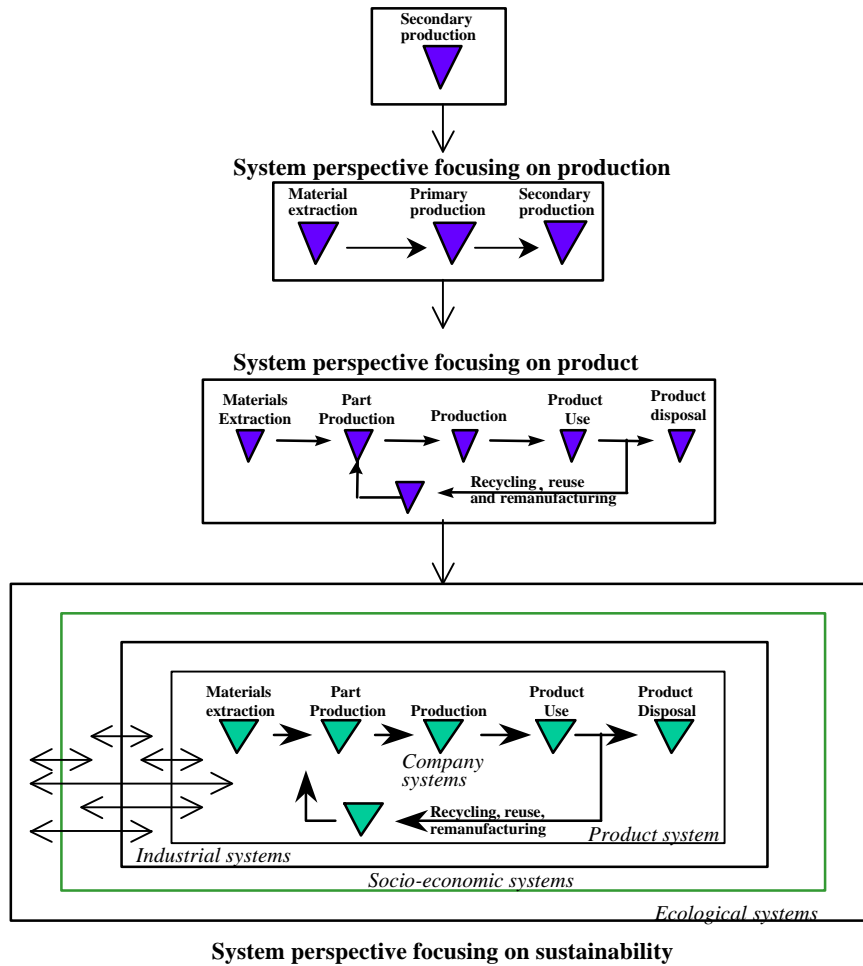 Secondary
production
System perspective focusing on production
Material
extraction
Primary
production
Secondary
production
System perspective focusing on product
Materials
Extraction
Part
Production
Production
Product
Use
Product
disposal
Recycling, reuse
and remanufacturing
Materials
extraction
Part
Production
Production
Product
Use
Product
Disposal
Company
systems
Recycling, reuse,
remanufacturing
Product system
Industrial systems
Socio-economic systems
Ecological systems
System perspective focusing on sustainability